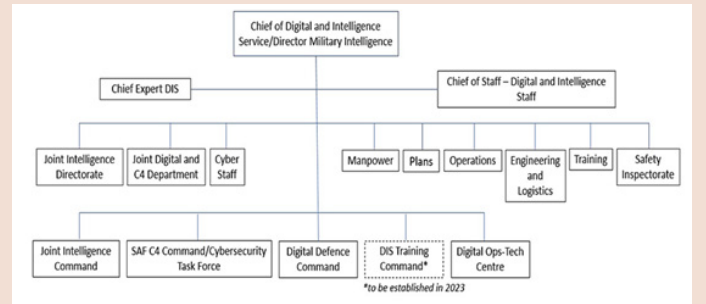 Chief of Digital and Intelligence
Service/Director Military Intelligence
Chief Expert DIS
Chief of Staff – Digital and Intelligence
Staff
Joint Intelligence
Directorate
Joint Digital and
C4 Department
Cyber
Staff
Manpower
Plans
Operations
Engineering
and
Logistics
Training
Safety
Inspectorate
Joint Intelligence
Command
SAF C4 Command/Cybersecurity
Task Force
Digital Defence
Command
DIS Training
Command*
Digital Ops-Tech
Centre
*to be established in 2023